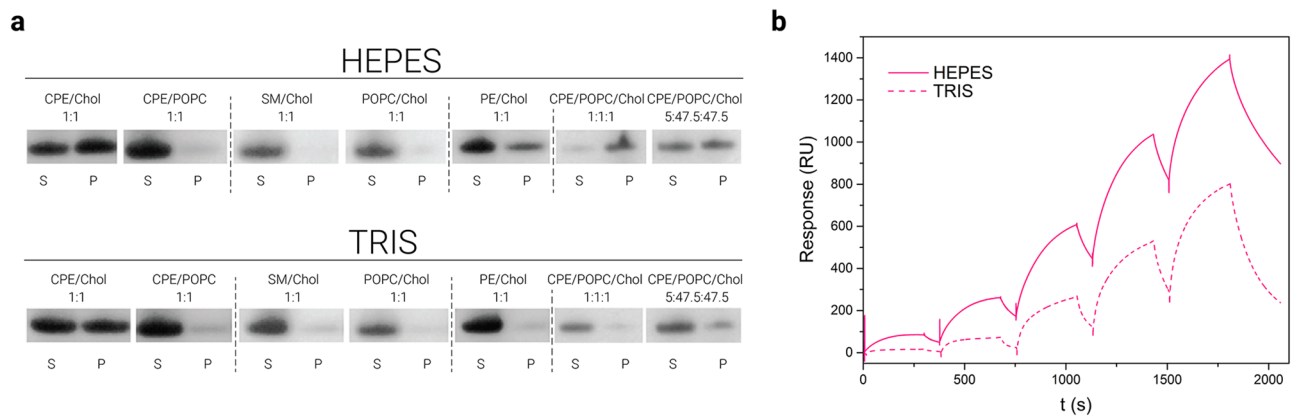 a
HEPES
CPE/Chol CPE/POPC SM/Chol POPC/Chol PE/Chol CPE/POPC/Chol CPE/POPC/Chol
1:1 1:1 1:1 1:1 1:1 1:1:1 5:47.5:47.5
S P S P S P S P S P S P S P
TRIS
CPE/Chol CPE/POPC SM/Chol POPC/Chol PE/Chol CPE/POPC/Chol CPE/POPC/Chol
1:1 1:1 1:1 1:1 1:1 1:1:1 5:47.5:47.5
S P S P S P S P S P S P S P
b
HEPES
TRIS
Response (RU)
1400
1200
1000
800
600
400
200
0
0 500 1000 1500 2000
t (s)